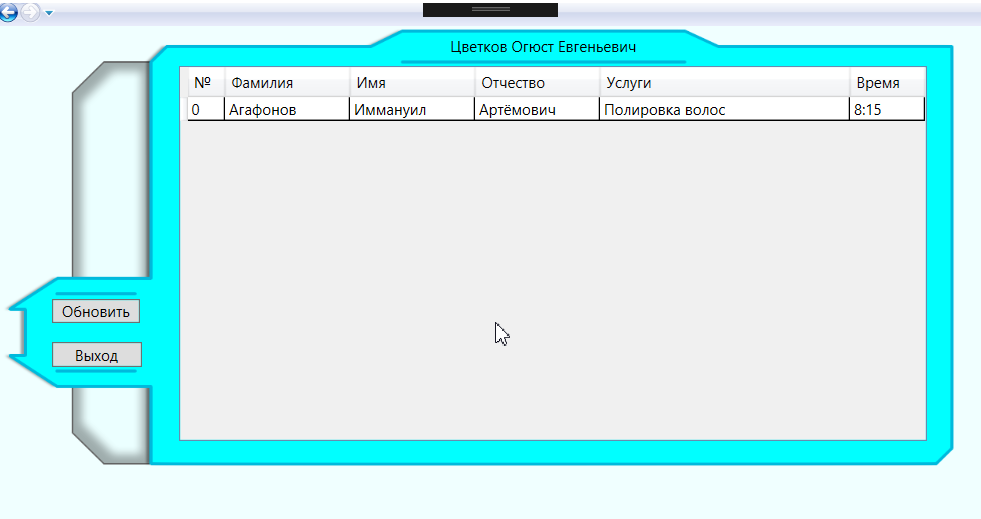 Цветков Огюст Евгеньевич
№ Фамилия Имя Отчество Услуги Время
0 Агафонов Иммануил Артёмович Полировка волос 8:15
Обновить
Выход